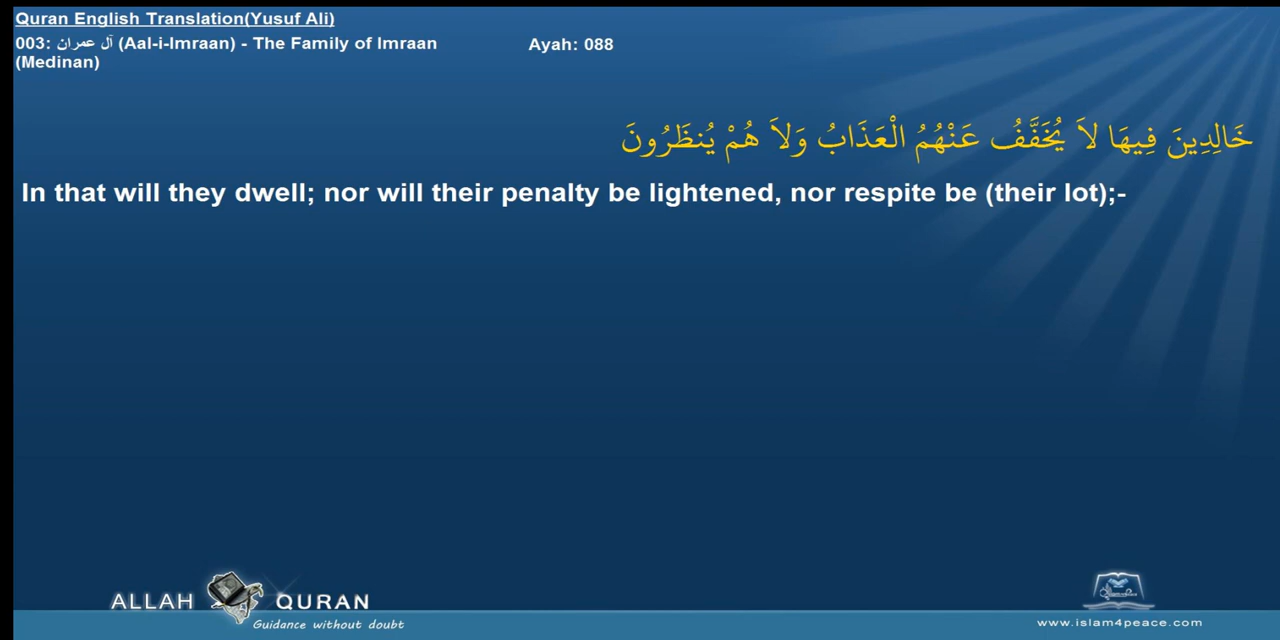 Quran English Translation(Yusuf Ali)
003: آل عمران (Aal-i-Imraan) - The Family of Imraan
(Medinan)
Ayah: 088
خَالِدِينَ فِيهَا لاَ يُخَفَّفُ عَنْهُمُ الْعَذَابُ وَلاَ هُمْ يُنظَرُونَ
In that will they dwell; nor will their penalty be lightened, nor respite be (their lot);-
ALLAH QURAN
Guidance without doubt
www.islam4peace.com